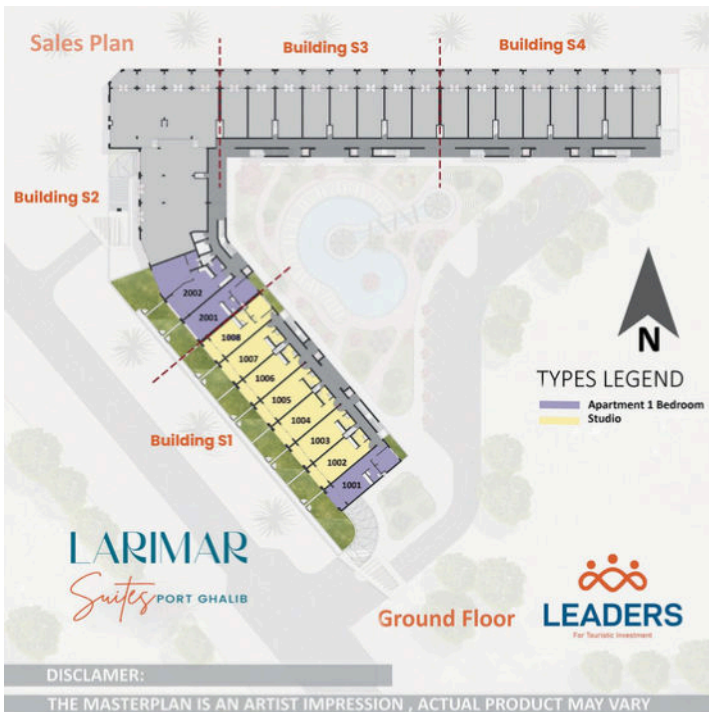 Sales Plan
Building S3
Building S4
Building S2
2002
2001
1008
1007
1006
1005
1004
1003
1002
1001
Building S1
N
TYPES LEGEND
Apartment 1 Bedroom
Studio
LARIMAR
Suites PORT GHALIB
Ground Floor
LEADERS
For Touristic Investment
DISCLAMER:
THE MASTERPLAN IS AN ARTIST IMPRESSION , ACTUAL PRODUCT MAY VARY